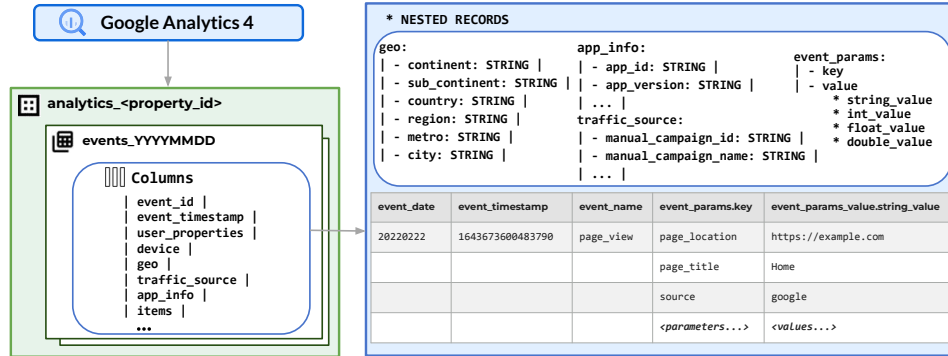 Google Analytics 4
analytics_<property_id>
events_YYYYMMDD
Columns
| event_id |
| event_timestamp |
| user_properties |
| device |
| geo |
| traffic_source |
| app_info |
| items |
...
* NESTED RECORDS
geo:
| - continent: STRING |
| - sub_continent: STRING |
| - country: STRING |
| - region: STRING |
| - metro: STRING |
| - city: STRING |
app_info:
| - app_id: STRING |
| - app_version: STRING |
| ... |
traffic_source:
| - manual_campaign_id: STRING |
| - manual_campaign_name: STRING |
| ... |
event_params:
| - key
| - value
* string_value
* int_value
* float_value
* double_value
event_date event_timestamp event_name event_params.key event_params_value.string_value
20220222 1643673600483790 page_view page_location https://example.com
page_title Home
source google
<parameters...> <values...>